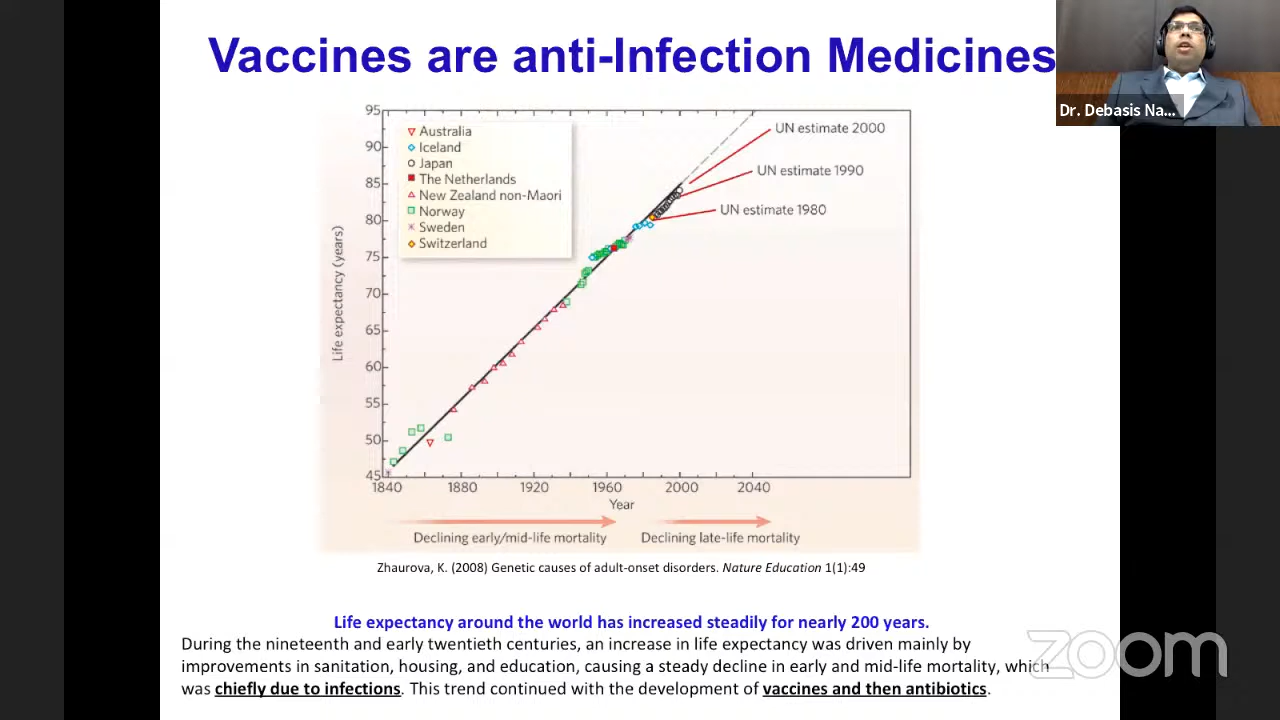 Vaccines are anti-Infection Medicines
Dr. Debasis Na...
95
90
85
80
75
70
65
60
55
50
45
Life expectancy (years)
Australia
Iceland
Japan
The Netherlands
New Zealand non-Maori
Norway
Sweden
Switzerland
UN estimate 2000
UN estimate 1990
UN estimate 1980
1840 1880 1920 1960 2000 2040
Year
Declining early/mid-life mortality Declining late-life mortality
Zhaurova, K. (2008) Genetic causes of adult-onset disorders. Nature Education 1(1):49
Life expectancy around the world has increased steadily for nearly 200 years.
During the nineteenth and early twentieth centuries, an increase in life expectancy was driven mainly by
improvements in sanitation, housing, and education, causing a steady decline in early and mid-life mortality, which
was chiefly due to infections. This trend continued with the development of vaccines and then antibiotics.
zoom